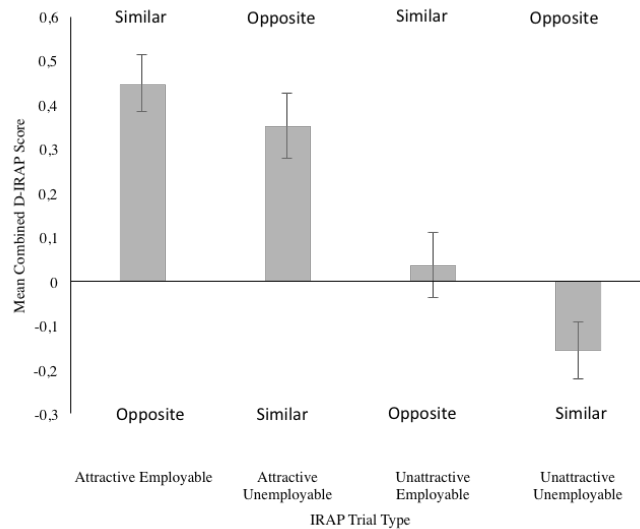 0,6
Similar Opposite Similar Opposite
0,5
0,4
0,3
0,2
0,1
0
-0,1
-0,2
-0,3
Mean Combined D-IRAP Score
Opposite Similar Opposite Similar
Attractive Employable
Attractive
Unemployable
Unattractive
Employable
Unattractive
Unemployable
IRAP Trial Type